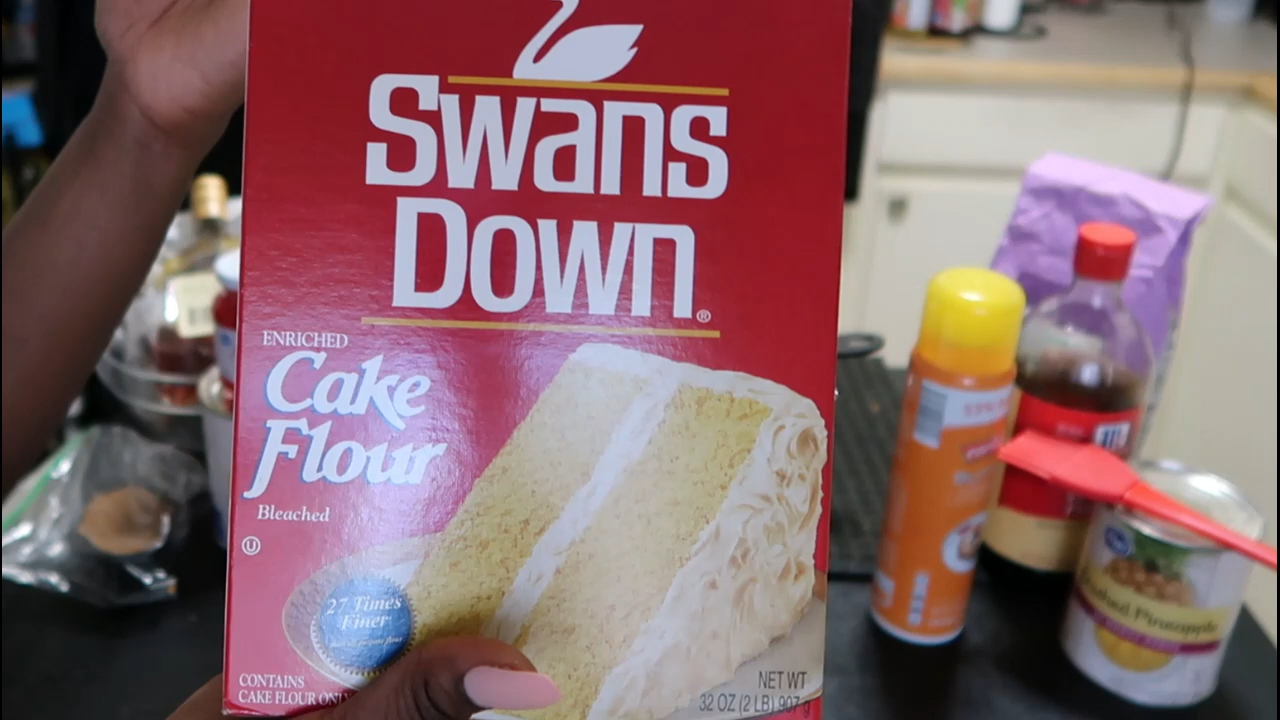 Swans
Down®
ENRICHED
Cake
Flour
Bleached
U
27 Times
Finer
CONTAINS
CAKE FLOUR ONLY
NET WT
32 OZ (2 LB) 907 g
Pineapple